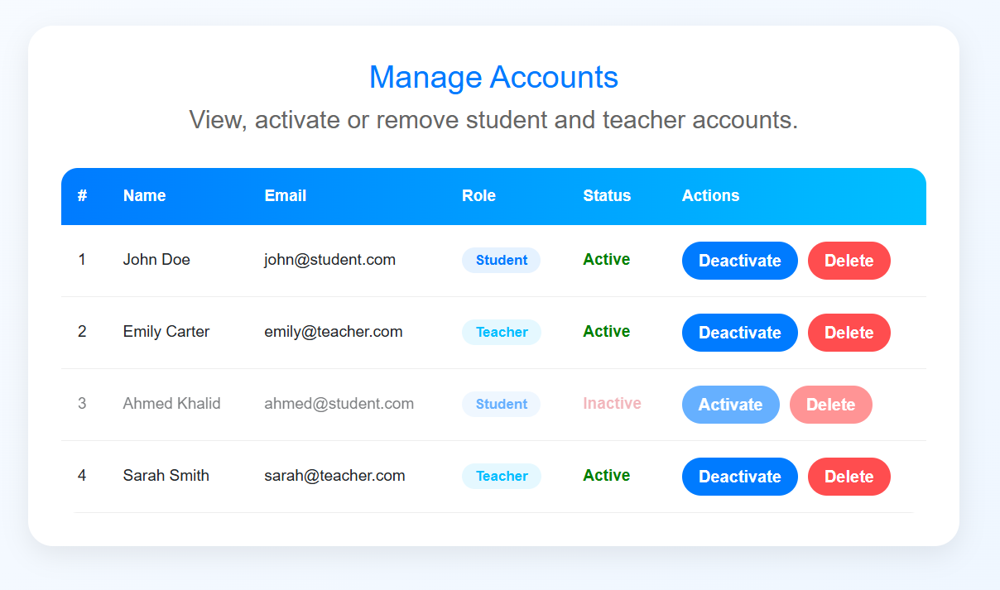 Manage Accounts
View, activate or remove student and teacher accounts.
# Name Email Role Status Actions
1 John Doe john@student.com Student Active Deactivate Delete
2 Emily Carter emily@teacher.com Teacher Active Deactivate Delete
3 Ahmed Khalid ahmed@student.com Student Inactive Activate Delete
4 Sarah Smith sarah@teacher.com Teacher Active Deactivate Delete